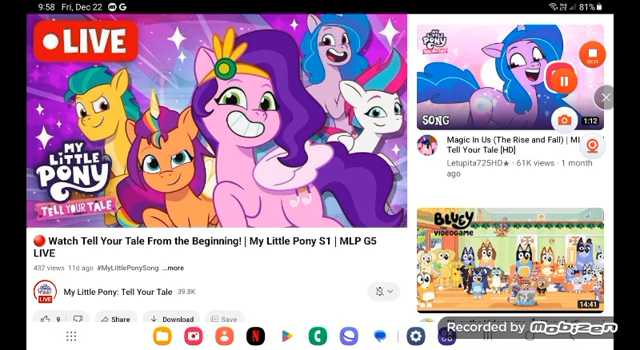 9:58 Fri, Dec 22
81%
LIVE
MY
LITTLE
PONY
TELL YOUR TALE
SONG
1:12
00:31
Magic In Us (The Rise and Fall) | ML
Tell Your Tale [HD]
Letupita725HD★ · 61K views · 1 month
ago
🔴 Watch Tell Your Tale From the Beginning! | My Little Pony S1 | MLP G5
LIVE
432 views 11d ago #MyLittlePonySong ...more
LIVE
My Little Pony: Tell Your Tale 39.8K
9
Share
Download
Save
BLUEY
THE
VIDEOGAME
14:41
Recorded by Mobizen